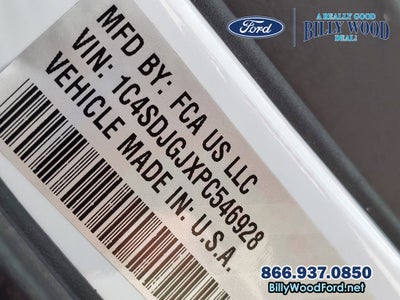 Ford
A REALLY GOOD
BILLY WOOD
DEAL!
MFD BY: FCA US LLC
VIN: 1C4SDJGJXPC546928
VEHICLE MADE IN: U.S.A.
866.937.0850
BillyWoodFord.net